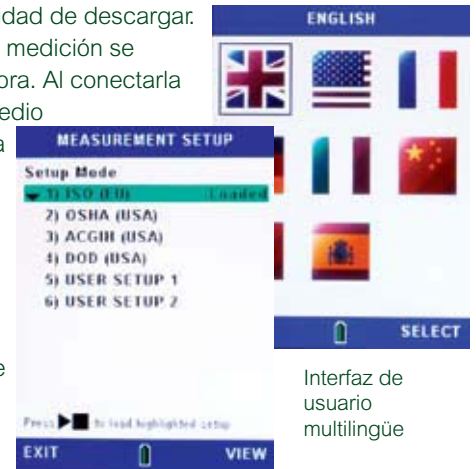 dad de descargar.
medición se
ora. Al conectarla
edio
a
e
ENGLISH
SELECT
MEASUREMENT SETUP
Setup Mode
1) ISO (EU) Loaded
2) OSHA (USA)
3) ACGIH (USA)
4) DOD (USA)
5) USER SETUP 1
6) USER SETUP 2
Press to load highlighted setup
EXIT VIEW
Interfaz de
usuario
multilingüe